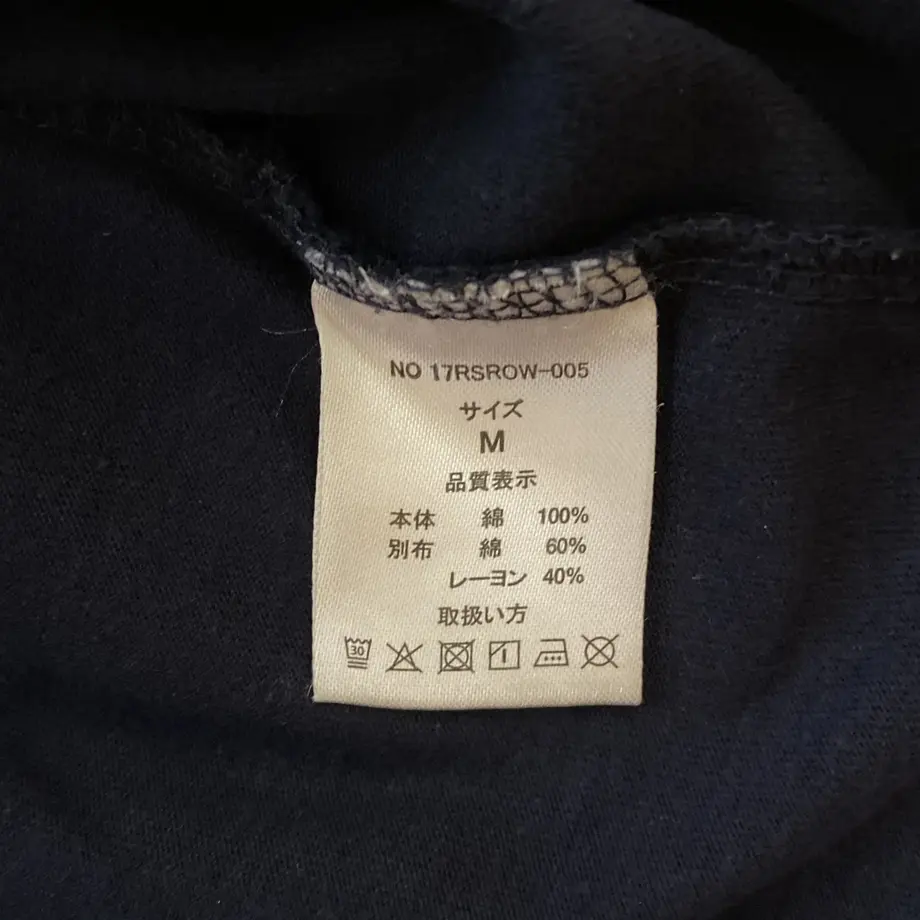 NO 17RSROW-005
サイズ
M
品質表示
本体 綿 100%
別布 綿 60%
レーヨン 40%
取扱い方
30